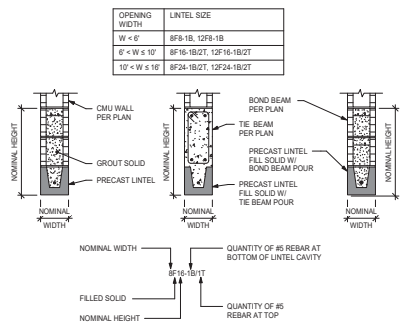 OPENING WIDTH
LINTEL SIZE
W < 6'
8F8-1B, 12F8-1B
6' < W ≤ 10'
8F16-1B/2T, 12F16-1B/2T
10' < W ≤ 16'
8F24-1B/2T, 12F24-1B/2T
NOMINAL HEIGHT
CMU WALL
PER PLAN
GROUT SOLID
PRECAST LINTEL
NOMINAL
WIDTH
TIE BEAM
PER PLAN
PRECAST LINTEL
FILL SOLID W/
TIE BEAM POUR
NOMINAL HEIGHT
NOMINAL
WIDTH
BOND BEAM
PER PLAN
PRECAST LINTEL
FILL SOLID W/
BOND BEAM POUR
NOMINAL HEIGHT
NOMINAL
WIDTH
NOMINAL WIDTH
QUANTITY OF #5 REBAR AT
BOTTOM OF LINTEL CAVITY
8F16-1B/1T
FILLED SOLID
NOMINAL HEIGHT
QUANTITY OF #5
REBAR AT TOP